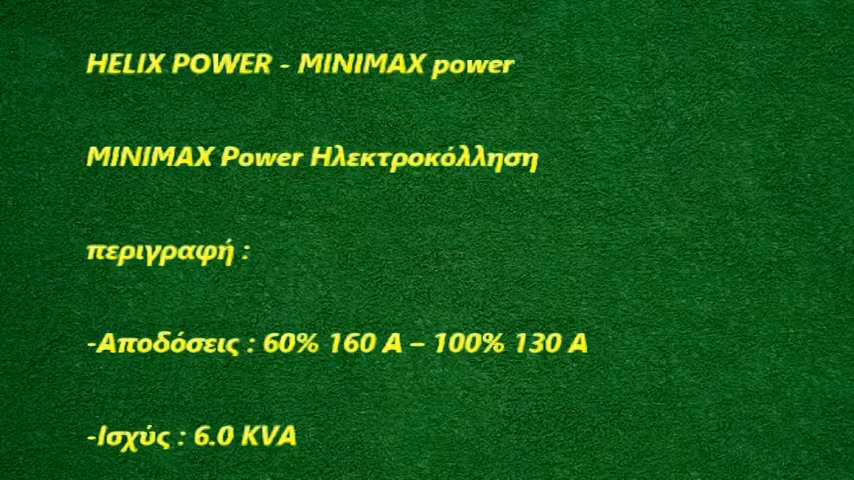 HELIX POWER - MINIMAX power
MINIMAX Power Ηλεκτροκόλληση
περιγραφή :
-Αποδόσεις : 60% 160 A – 100% 130 A
-Ισχύς : 6.0 KVA